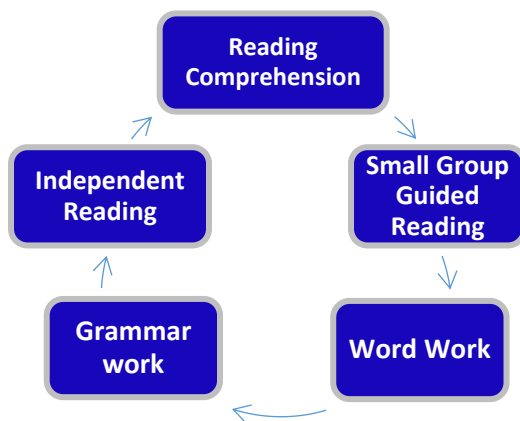 Reading
Comprehension
Small Group
Guided
Reading
Word Work
Grammar
work
Independent
Reading